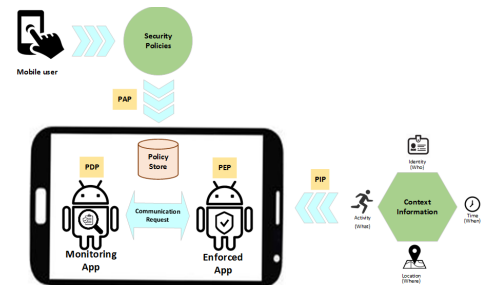 Mobile user
Security
Policies
PAP
Policy
Store
PDP
PEP
PIP
Communication
Request
Monitoring
App
Enforced
App
Identity
(Who)
Context
Information
Activity
(What)
Time
(When)
Location
(Where)